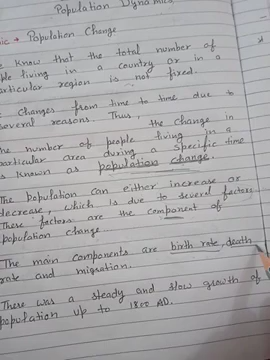 Population Dynamics
ic → Population Change
e know that the total number of
ple living in a country or in a
articular region is not fixed.
changes from time to time due to
several reasons. Thus, the change in
he number of people living in a
particular area during a specific time
is known as population change.
The population can either increase or
decrease, which is due to several factors
These factors are the component of
population change.
The main components are birth rate, death
rate and migration.
There was a steady and slow growth of
population up to 1800 AD.